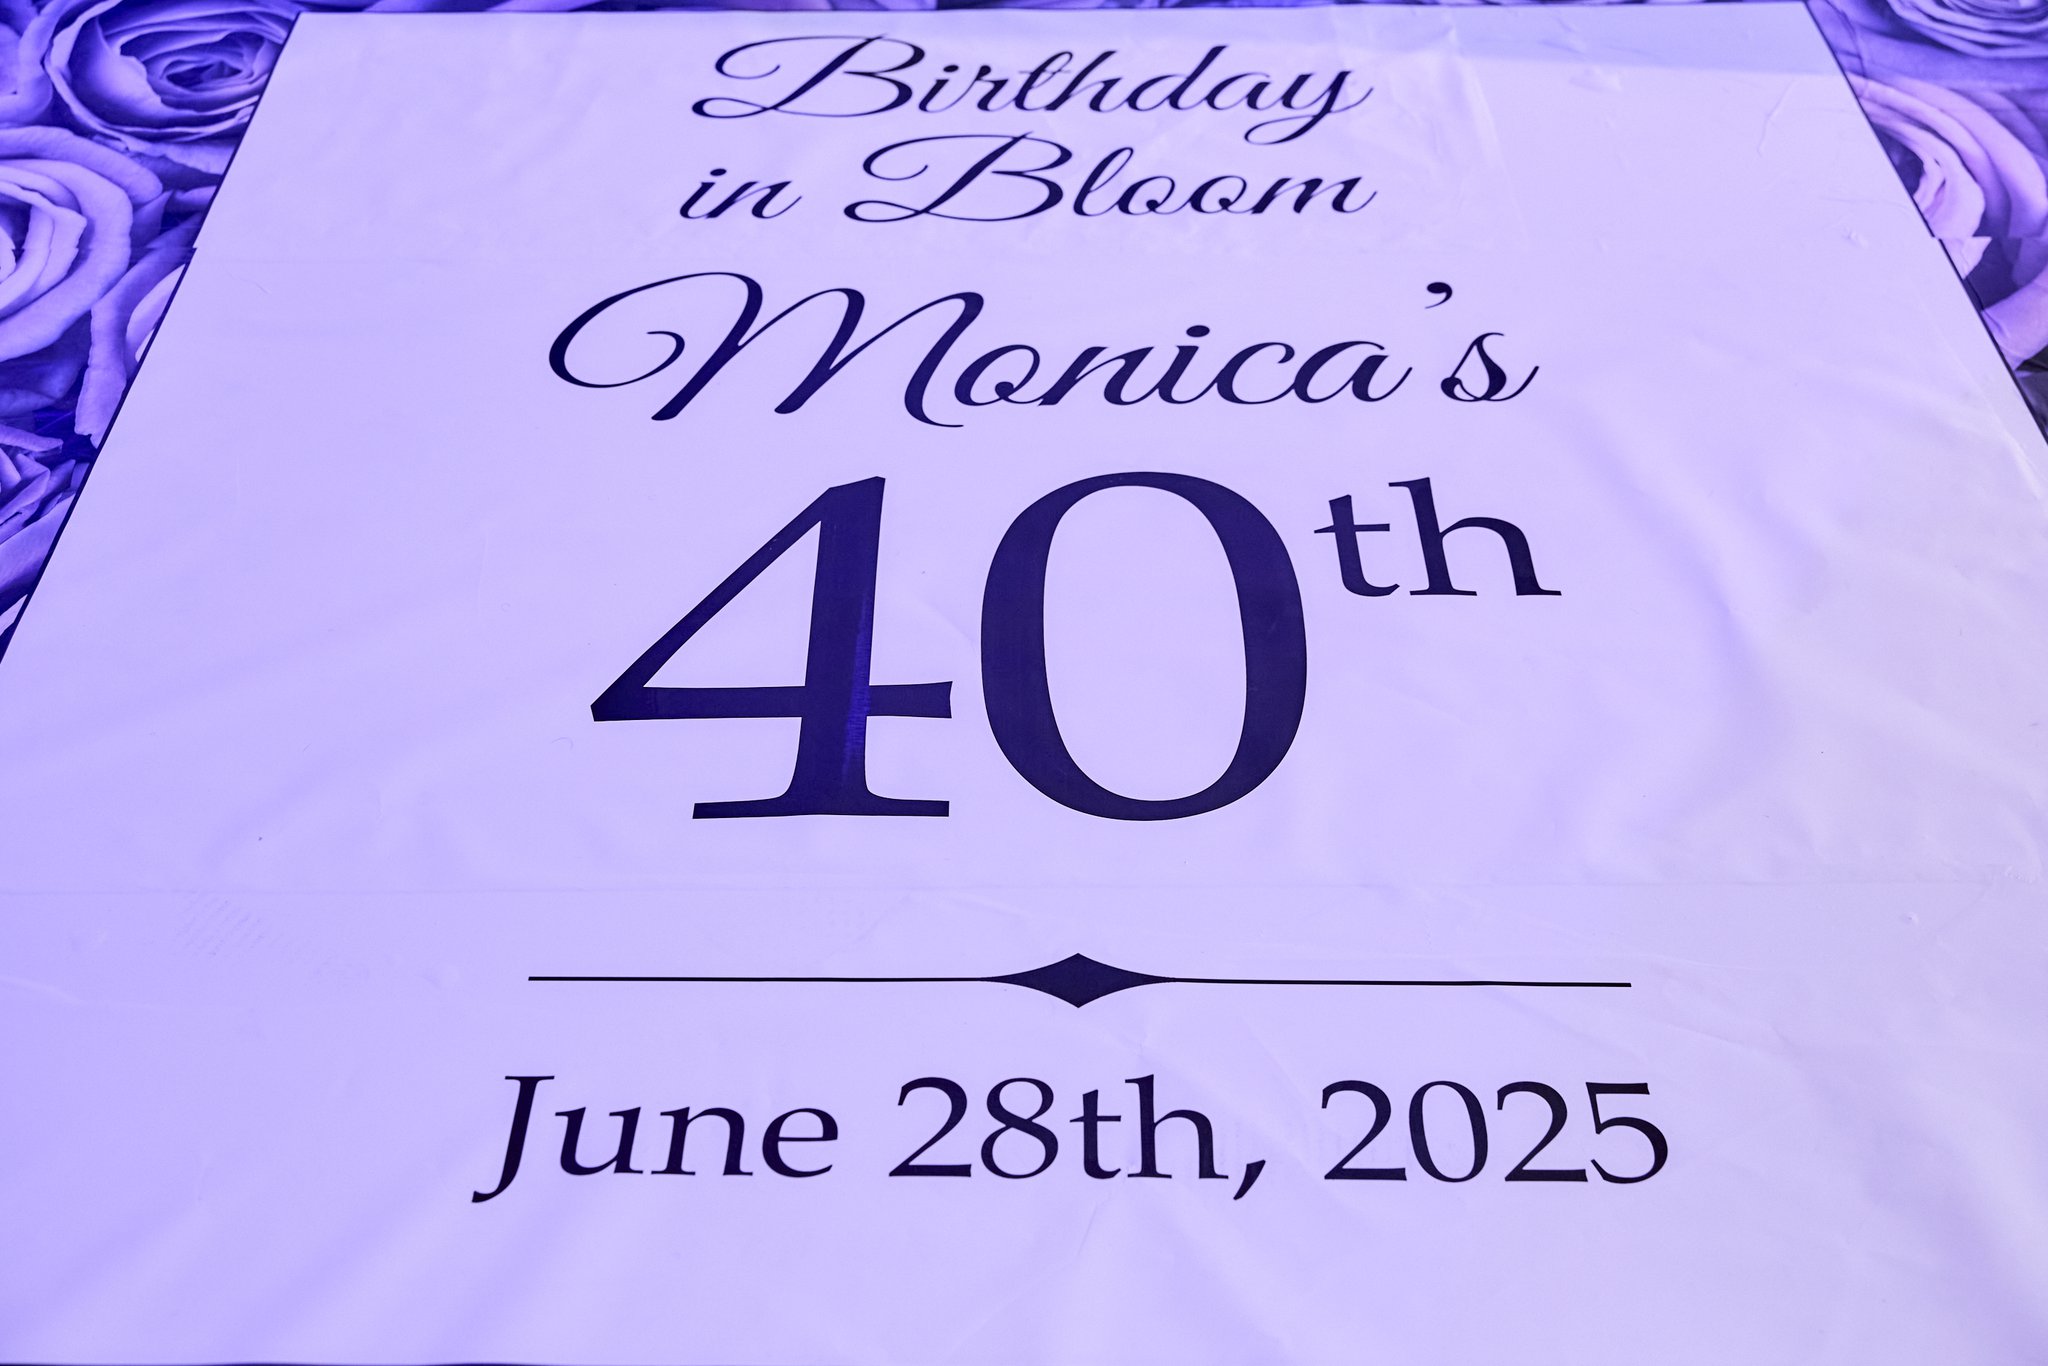 Birthday
in Bloom
Monica’s
40th
June 28th, 2025